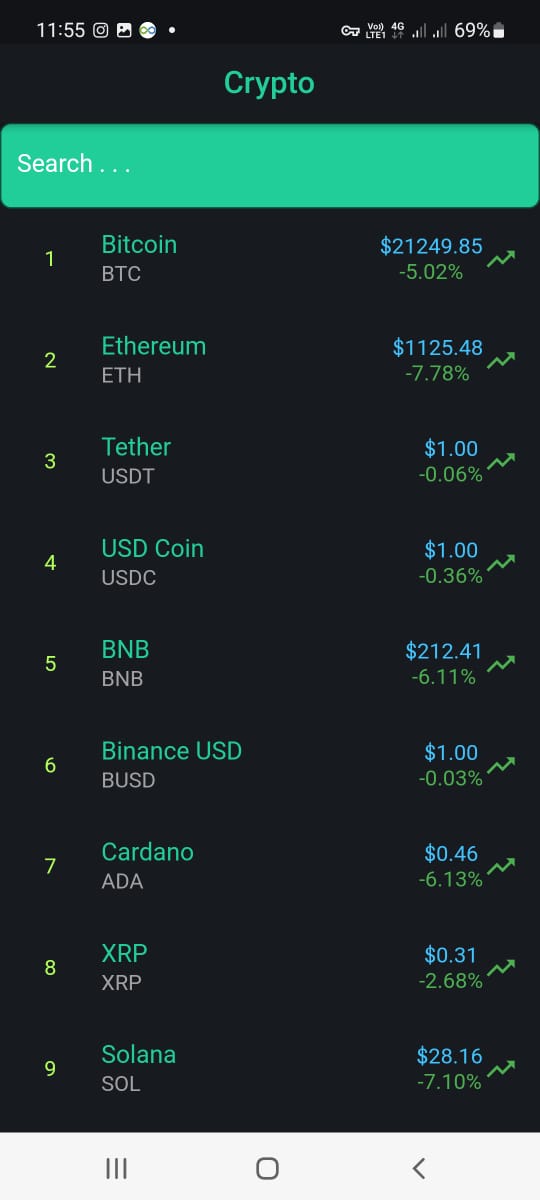 11:55
Vo)) LTE1 4G 69%
Crypto
Search . . .
1 Bitcoin $21249.85
BTC -5.02%
2 Ethereum $1125.48
ETH -7.78%
3 Tether $1.00
USDT -0.06%
4 USD Coin $1.00
USDC -0.36%
5 BNB $212.41
BNB -6.11%
6 Binance USD $1.00
BUSD -0.03%
7 Cardano $0.46
ADA -6.13%
8 XRP $0.31
XRP -2.68%
9 Solana $28.16
SOL -7.10%